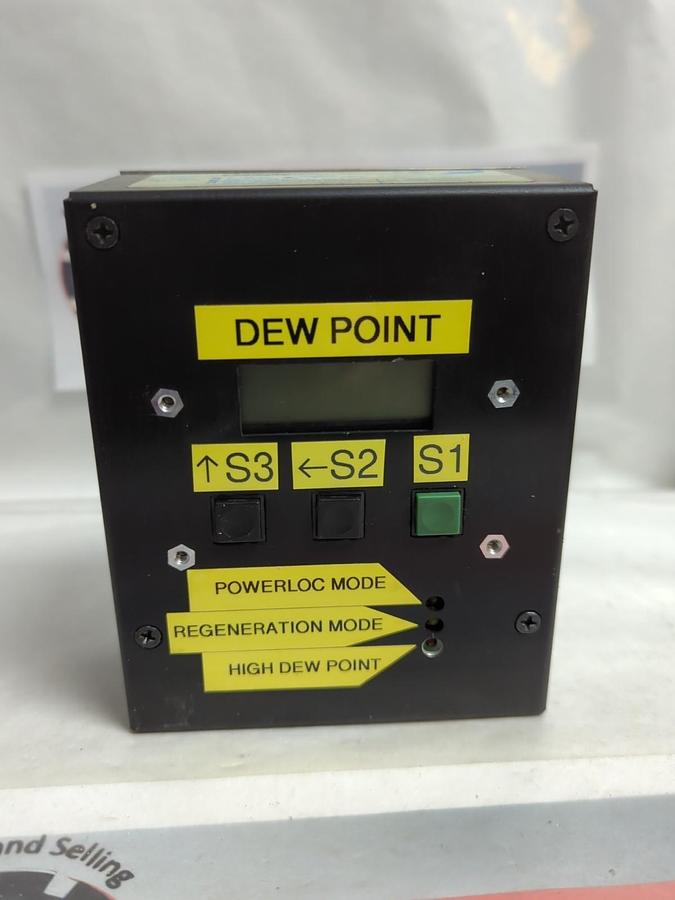 DEW POINT
↑S3 ←S2 S1
POWERLOC MODE
REGENERATION MODE
HIGH DEW POINT
and Selling